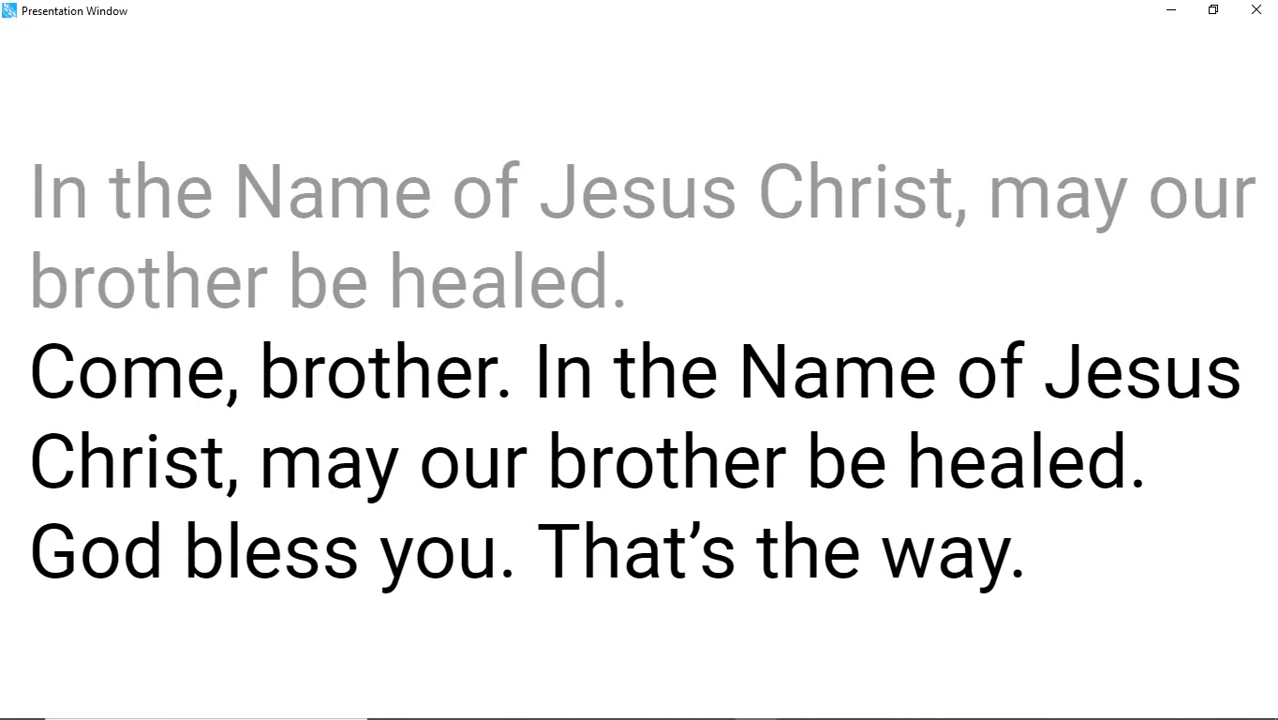 Presentation Window
In the Name of Jesus Christ, may our
brother be healed.
Come, brother. In the Name of Jesus
Christ, may our brother be healed.
God bless you. That’s the way.